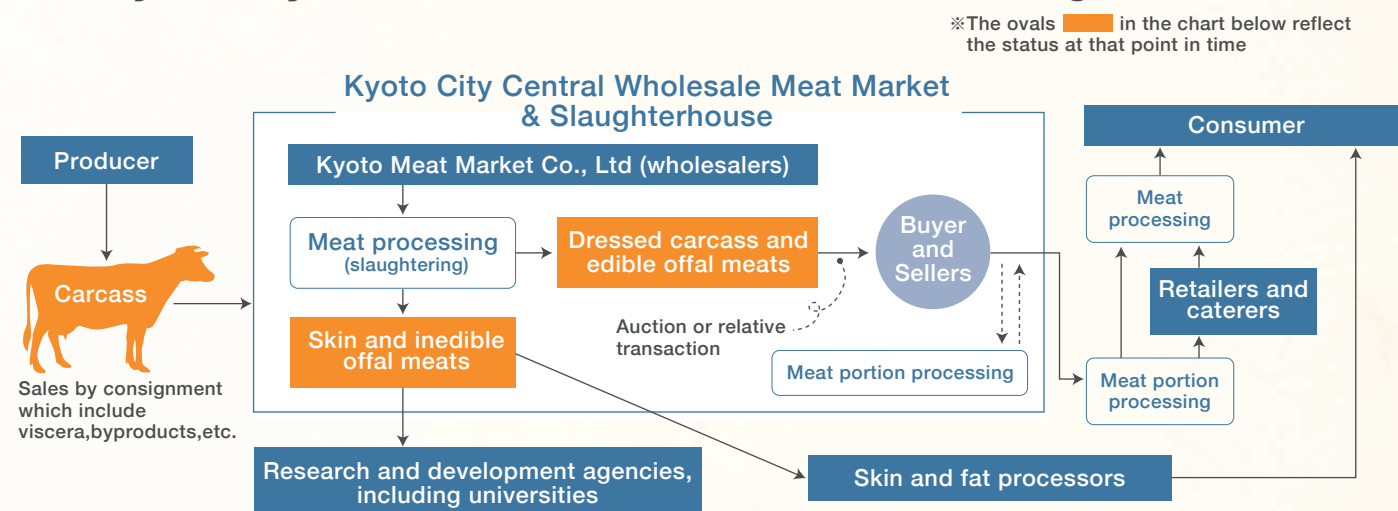 ※The ovals in the chart below reflect
the status at that point in time
Kyoto City Central Wholesale Meat Market
& Slaughterhouse
Producer
Carcass
Sales by consignment
which include
viscera,byproducts,etc.
Kyoto Meat Market Co., Ltd (wholesalers)
Meat processing
(slaughtering)
Dressed carcass and
edible offal meats
Buyer
and
Sellers
Skin and inedible
offal meats
Auction or relative
transaction
Meat portion processing
Consumer
Meat
processing
Retailers and
caterers
Meat portion
processing
Research and development agencies,
including universities
Skin and fat processors